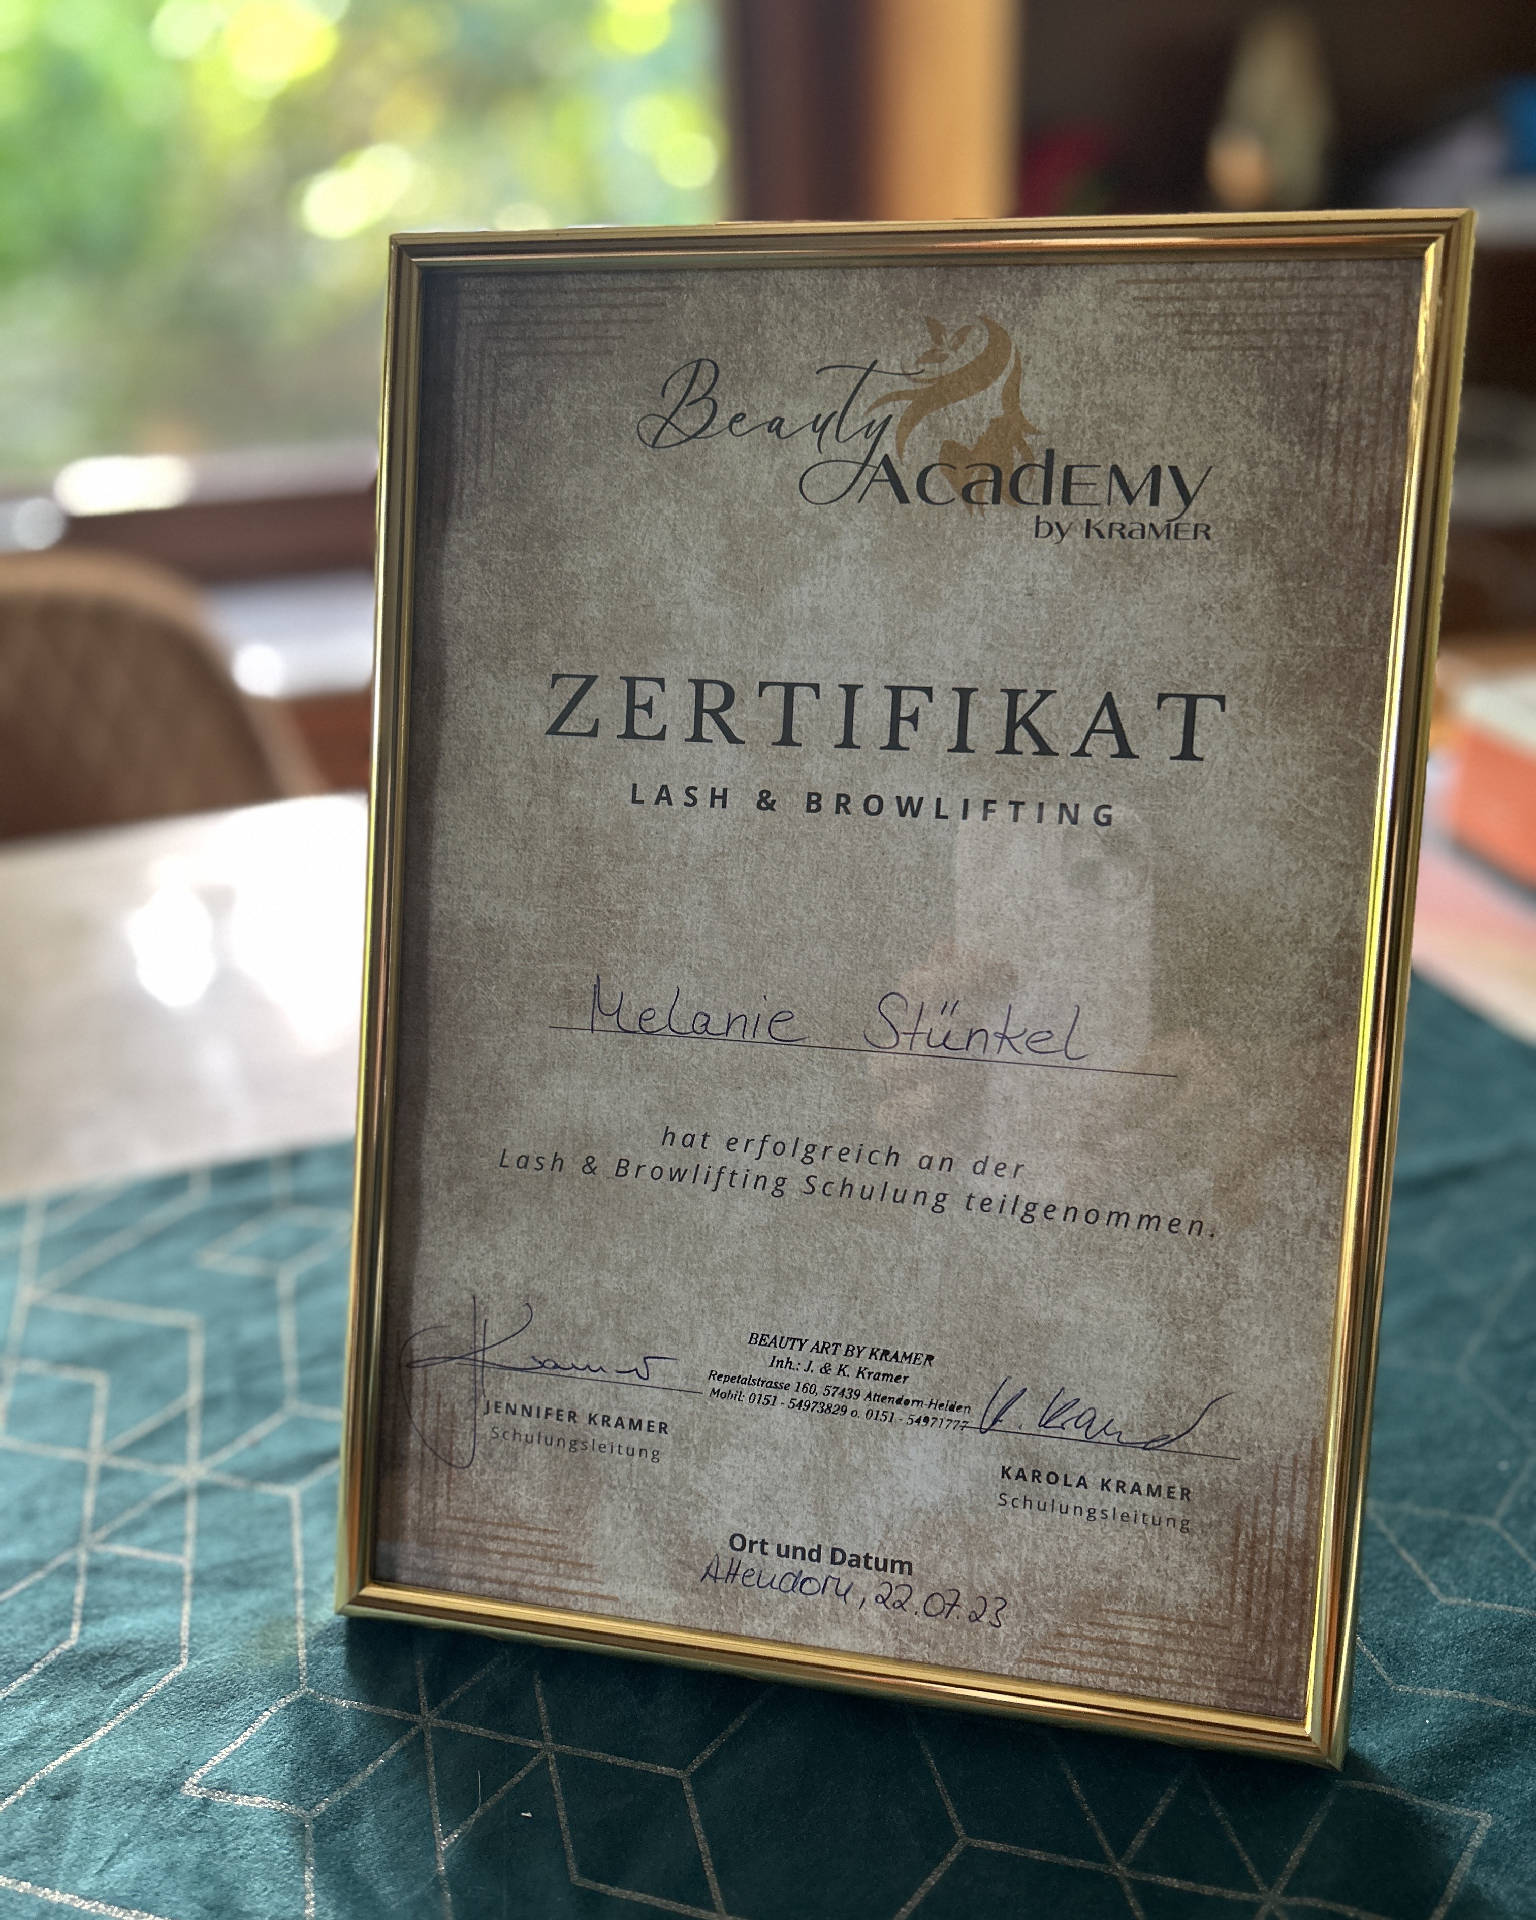 Beauty
Academy
by Kramer
ZERTIFIKAT
LASH & BROWLIFTING
Melanie Stünkel
hat erfolgreich an der
Lash & Browlifting Schulung teilgenommen.
Kramer
BEAUTY ART BY KRAMER
Inh.: J. & K. Kramer
Repetalstrasse 160, 57439 Attendorn-Helden
Mobil: 0151 - 54973829 o. 0151 - 54971777
K. Kramer
JENNIFER KRAMER
Schulungsleitung
KAROLA KRAMER
Schulungsleitung
Ort und Datum
Attendorn, 22.07.23